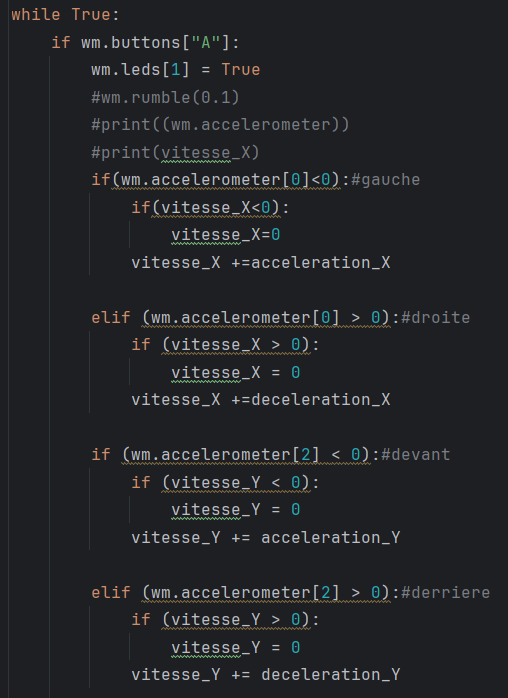 while True:
    if wm.buttons["A"]:
        wm.leds[1] = True
        #wm.rumble(0.1)
        #print((wm.accelerometer))
        #print(vitesse_X)
        if(wm.accelerometer[0]<0):#gauche
            if(vitesse_X<0):
                vitesse_X=0
            vitesse_X +=acceleration_X
        elif (wm.accelerometer[0] > 0):#droite
            if (vitesse_X > 0):
                vitesse_X = 0
            vitesse_X +=deceleration_X
        if (wm.accelerometer[2] < 0):#devant
            if (vitesse_Y < 0):
                vitesse_Y = 0
            vitesse_Y += acceleration_Y
        elif (wm.accelerometer[2] > 0):#derriere
            if (vitesse_Y > 0):
                vitesse_Y = 0
            vitesse_Y += deceleration_Y